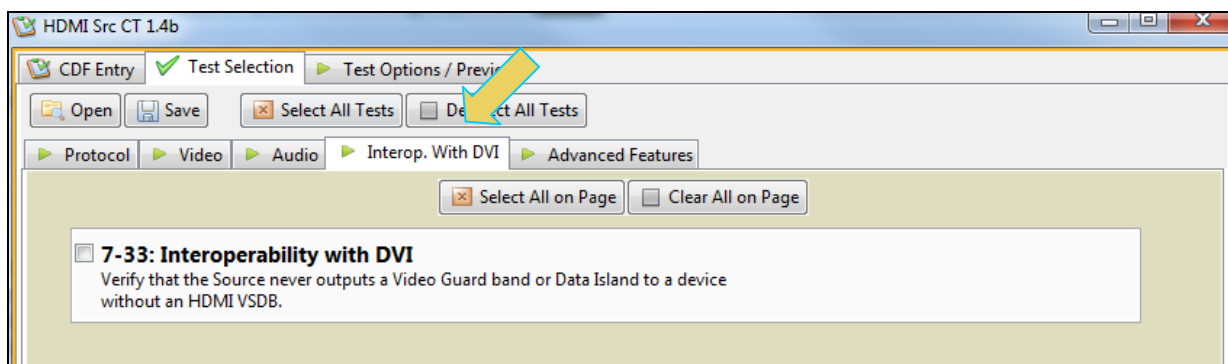 HDMI Src CT 1.4b
CDF Entry Test Selection Test Options /
Open Save Select All Tests All Tests
Protocol Video Audio Interop. With DVI Advanced Features
Select All on Page Clear All on Page
7-33: Interoperability with DVI
Verify that the Source never outputs a Video Guard band or Data Island to a device
without an HDMI VSDB.